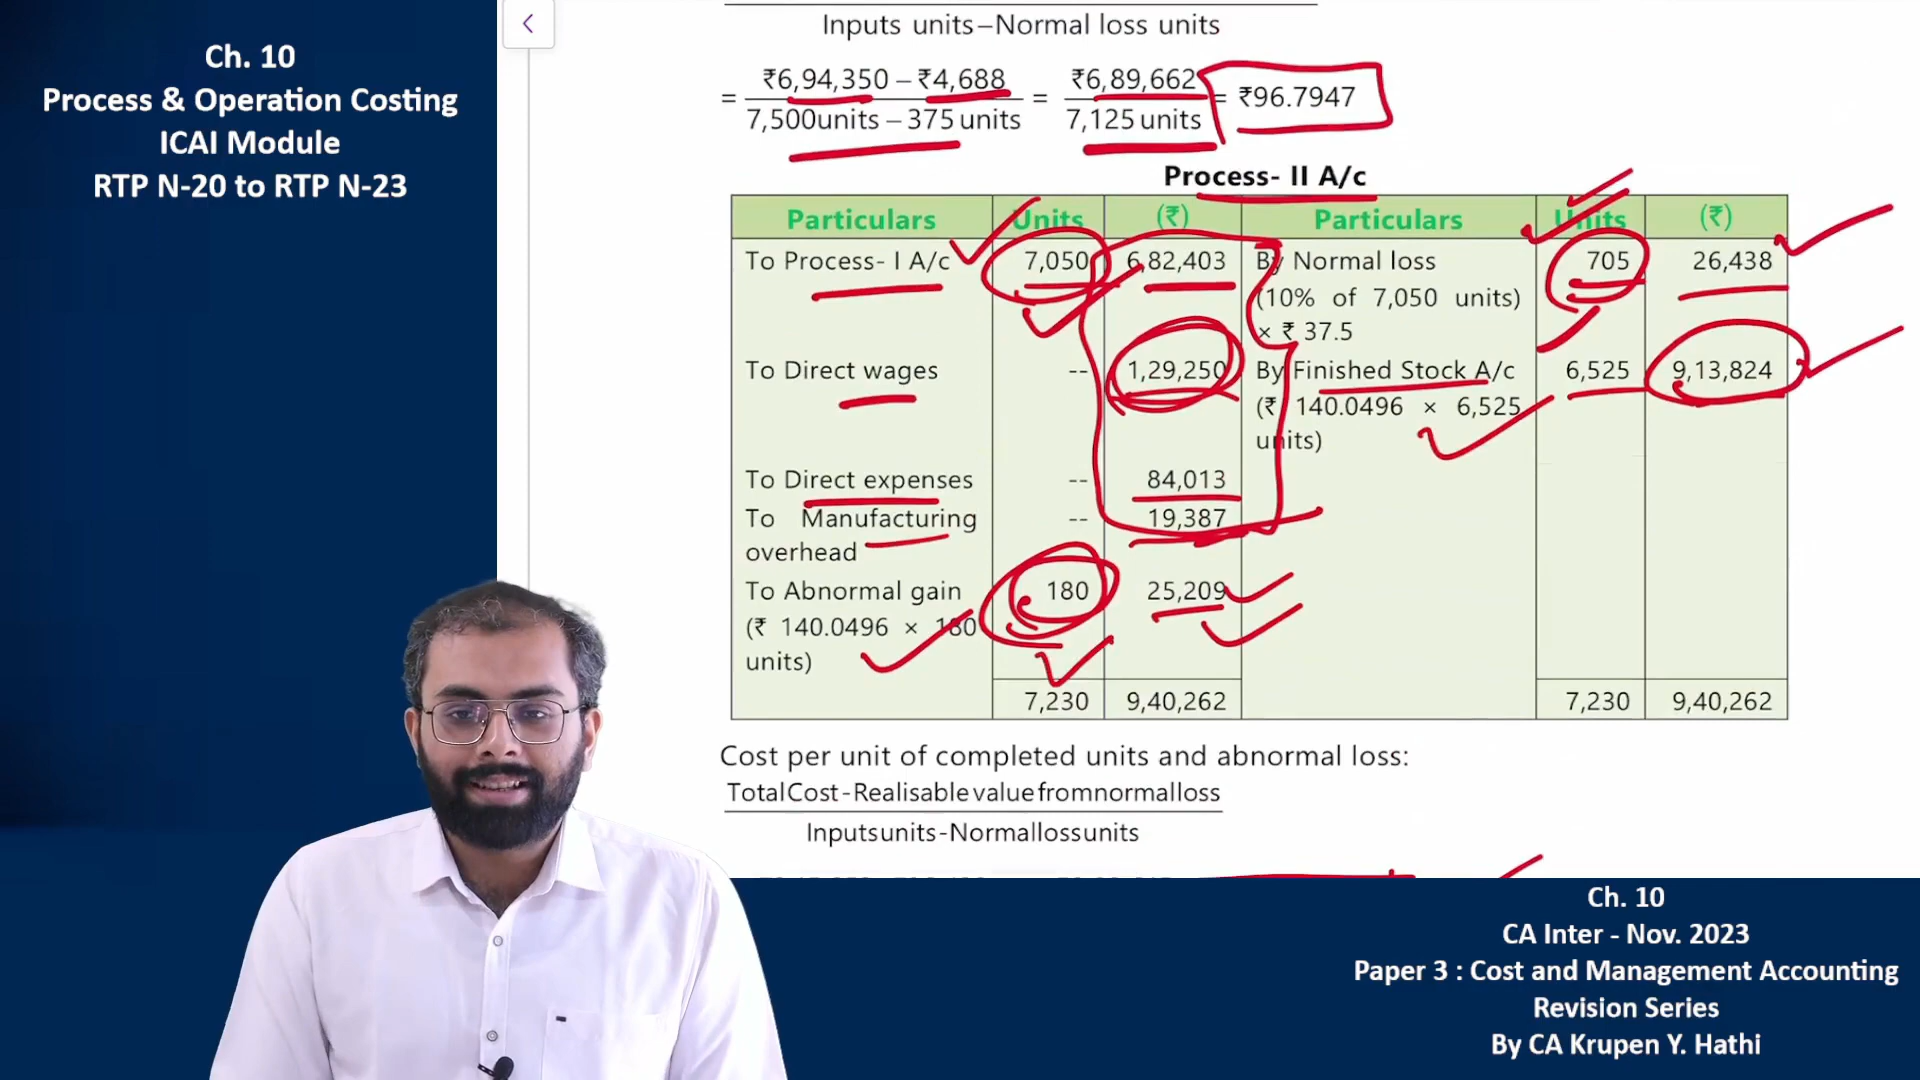 Ch. 10
Process & Operation Costing
ICAI Module
RTP N-20 to RTP N-23
Inputs units–Normal loss units
= ₹6,94,350 – ₹4,688 = ₹6,89,662 = ₹96.7947
7,500units – 375 units 7,125 units
Process- II A/c
Particulars Units (₹) Particulars Units (₹)
To Process- I A/c 7,050 6,82,403 By Normal loss 705 26,438
(10% of 7,050 units)
× ₹ 37.5
To Direct wages -- 1,29,250 By Finished Stock A/c 6,525 9,13,824
(₹ 140.0496 × 6,525
units)
To Direct expenses -- 84,013
To Manufacturing -- 19,387
overhead
To Abnormal gain 180 25,209
(₹ 140.0496 × 180
units)
7,230 9,40,262 7,230 9,40,262
Cost per unit of completed units and abnormal loss:
TotalCost-Realisablevaluefromnormalloss
Inputsunits-Normallossunits
Ch. 10
CA Inter - Nov. 2023
Paper 3 : Cost and Management Accounting
Revision Series
By CA Krupen Y. Hathi